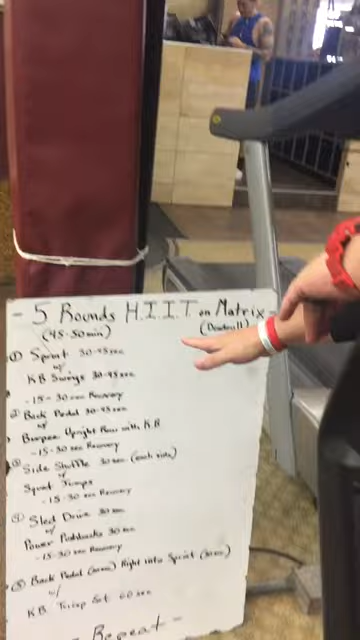 - 5 Rounds H.I.I.T on Matrix
(45-50 min) (Deadmill)
① Sprint 30-45 sec
w/
KB Swings 30-45 sec
-15-30 sec Recovery
② Back Pedal 30-45 sec
w/
Burpee Upright Row with K.B
-15-30 sec Recovery
③ Side Shuffle 30 sec (each side)
w/
Squat Jumps
-15-30 sec Recovery
④ Sled Drive 30 sec
w/
Power Pushbacks 30 sec
-15-30 sec Recovery
⑤ Back Pedal (30 sec) Right into Sprint (30 sec)
w/
KB 60 sec
- Repeat -